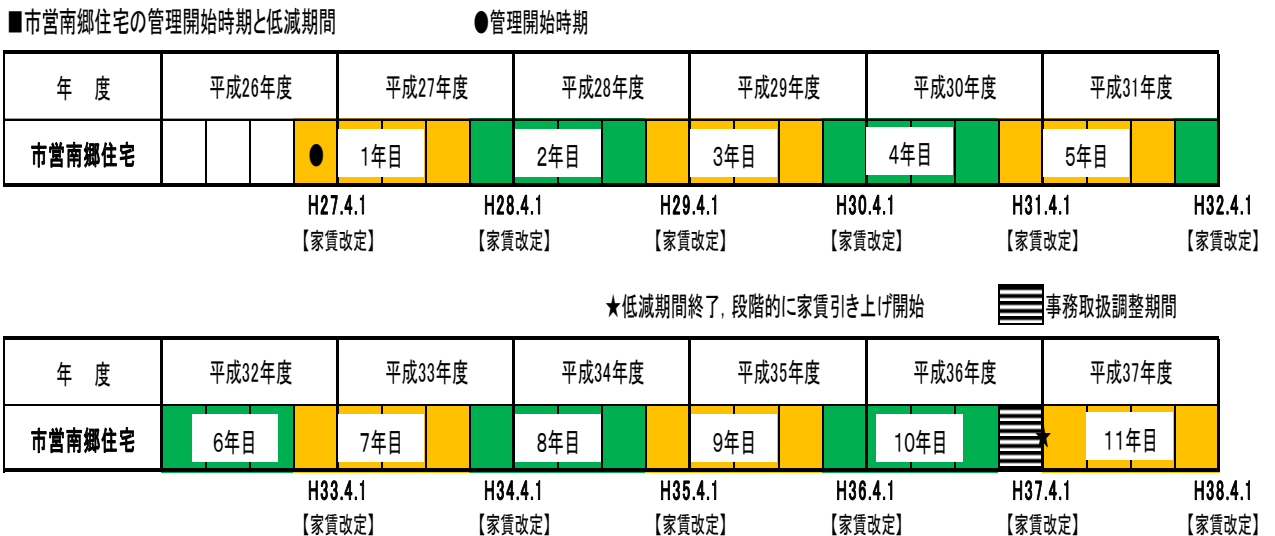 ■市営南郷住宅の管理開始時期と低減期間 ●管理開始時期
年 度 平成26年度 平成27年度 平成28年度 平成29年度 平成30年度 平成31年度
市営南郷住宅 ● 1年目 2年目 3年目 4年目 5年目
H27.4.1 H28.4.1 H29.4.1 H30.4.1 H31.4.1 H32.4.1
【家賃改定】 【家賃改定】 【家賃改定】 【家賃改定】 【家賃改定】 【家賃改定】
★低減期間終了，段階的に家賃引き上げ開始 事務取扱調整期間
年 度 平成32年度 平成33年度 平成34年度 平成35年度 平成36年度 平成37年度
市営南郷住宅 6年目 7年目 8年目 9年目 10年目 ★ 11年目
H33.4.1 H34.4.1 H35.4.1 H36.4.1 H37.4.1 H38.4.1
【家賃改定】 【家賃改定】 【家賃改定】 【家賃改定】 【家賃改定】 【家賃改定】